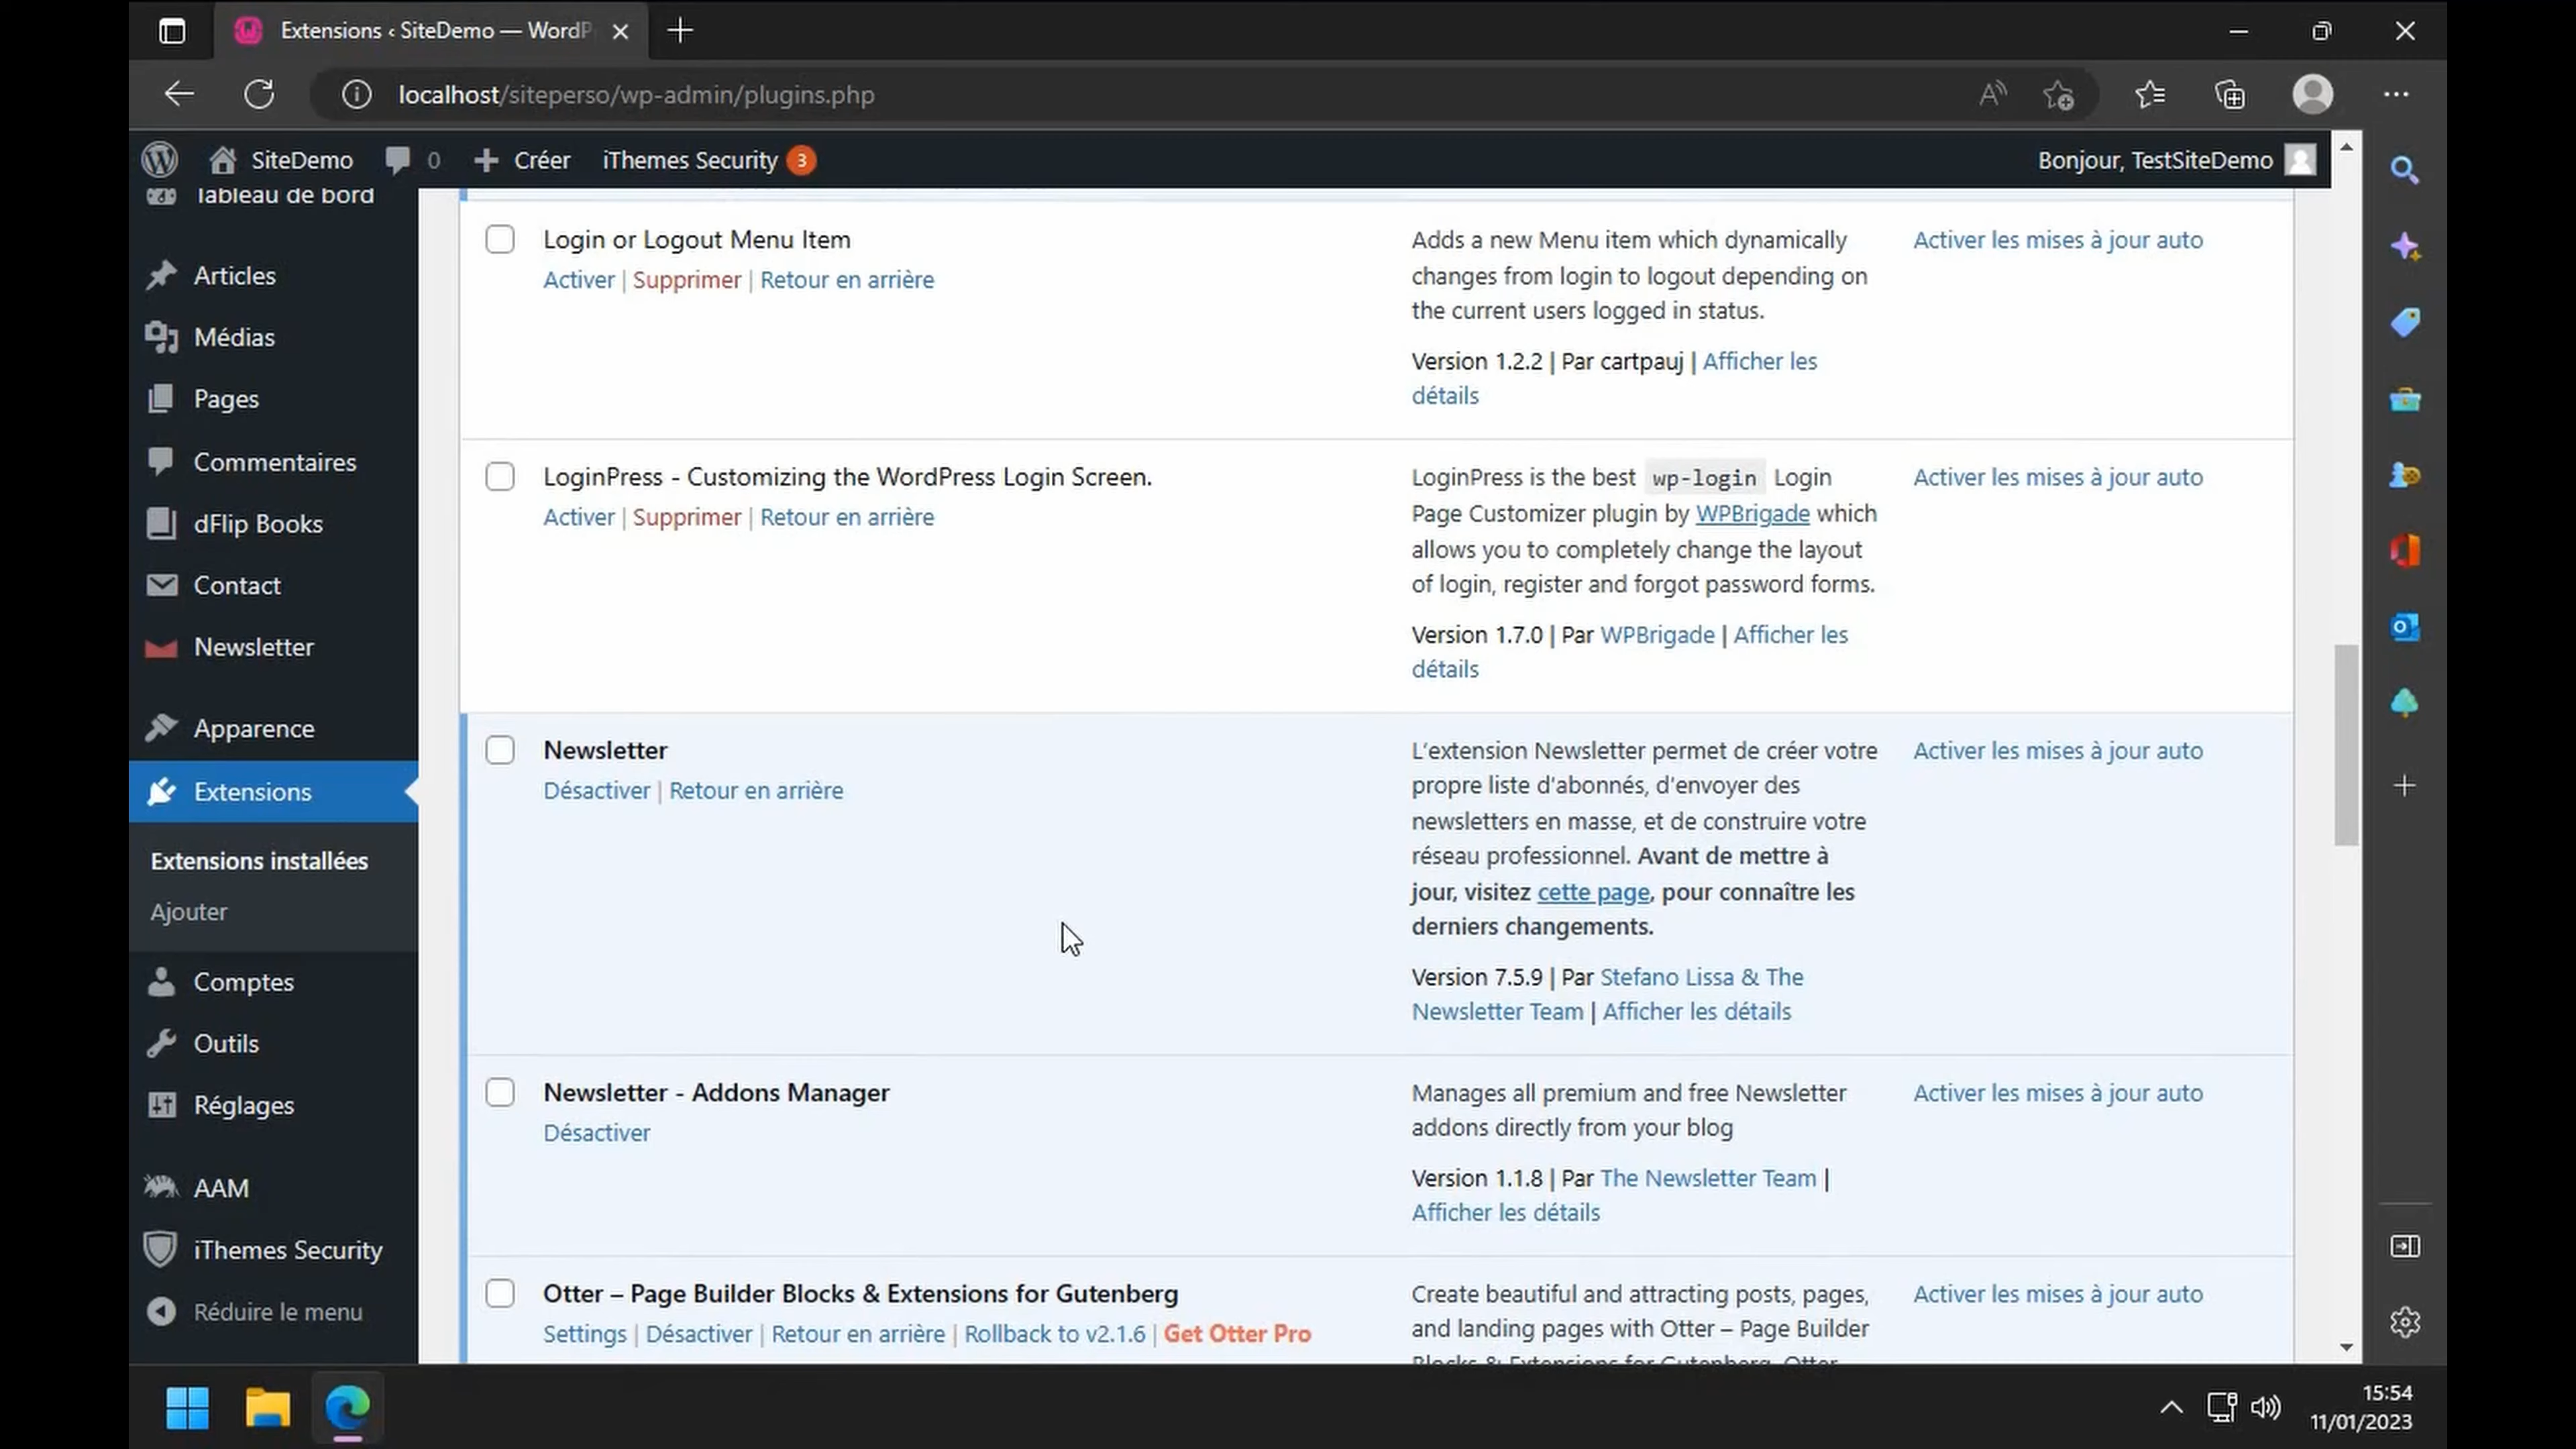 Extensions ‹ SiteDemo — WordP
localhost/siteperso/wp-admin/plugins.php
SiteDemo
0
Créer
iThemes Security 3
Bonjour, TestSiteDemo
Tableau de bord
Articles
Médias
Pages
Commentaires
dFlip Books
Contact
Newsletter
Apparence
Extensions
Extensions installées
Ajouter
Comptes
Outils
Réglages
AAM
iThemes Security
Réduire le menu
Login or Logout Menu Item
Activer | Supprimer | Retour en arrière
Adds a new Menu item which dynamically
changes from login to logout depending on
the current users logged in status.
Version 1.2.2 | Par cartpauj | Afficher les
détails
Activer les mises à jour auto
LoginPress - Customizing the WordPress Login Screen.
Activer | Supprimer | Retour en arrière
LoginPress is the best wp-login Login
Page Customizer plugin by WPBrigade which
allows you to completely change the layout
of login, register and forgot password forms.
Version 1.7.0 | Par WPBrigade | Afficher les
détails
Activer les mises à jour auto
Newsletter
Désactiver | Retour en arrière
L'extension Newsletter permet de créer votre
propre liste d'abonnés, d'envoyer des
newsletters en masse, et de construire votre
réseau professionnel. Avant de mettre à
jour, visitez cette page, pour connaître les
derniers changements.
Version 7.5.9 | Par Stefano Lissa & The
Newsletter Team | Afficher les détails
Activer les mises à jour auto
Newsletter - Addons Manager
Désactiver
Manages all premium and free Newsletter
addons directly from your blog
Version 1.1.8 | Par The Newsletter Team |
Afficher les détails
Activer les mises à jour auto
Otter – Page Builder Blocks & Extensions for Gutenberg
Settings | Désactiver | Retour en arrière | Rollback to v2.1.6 | Get Otter Pro
Create beautiful and attracting posts, pages,
and landing pages with Otter – Page Builder
Blocks & Extensions for Gutenberg. Otter
Activer les mises à jour auto
15:54
11/01/2023